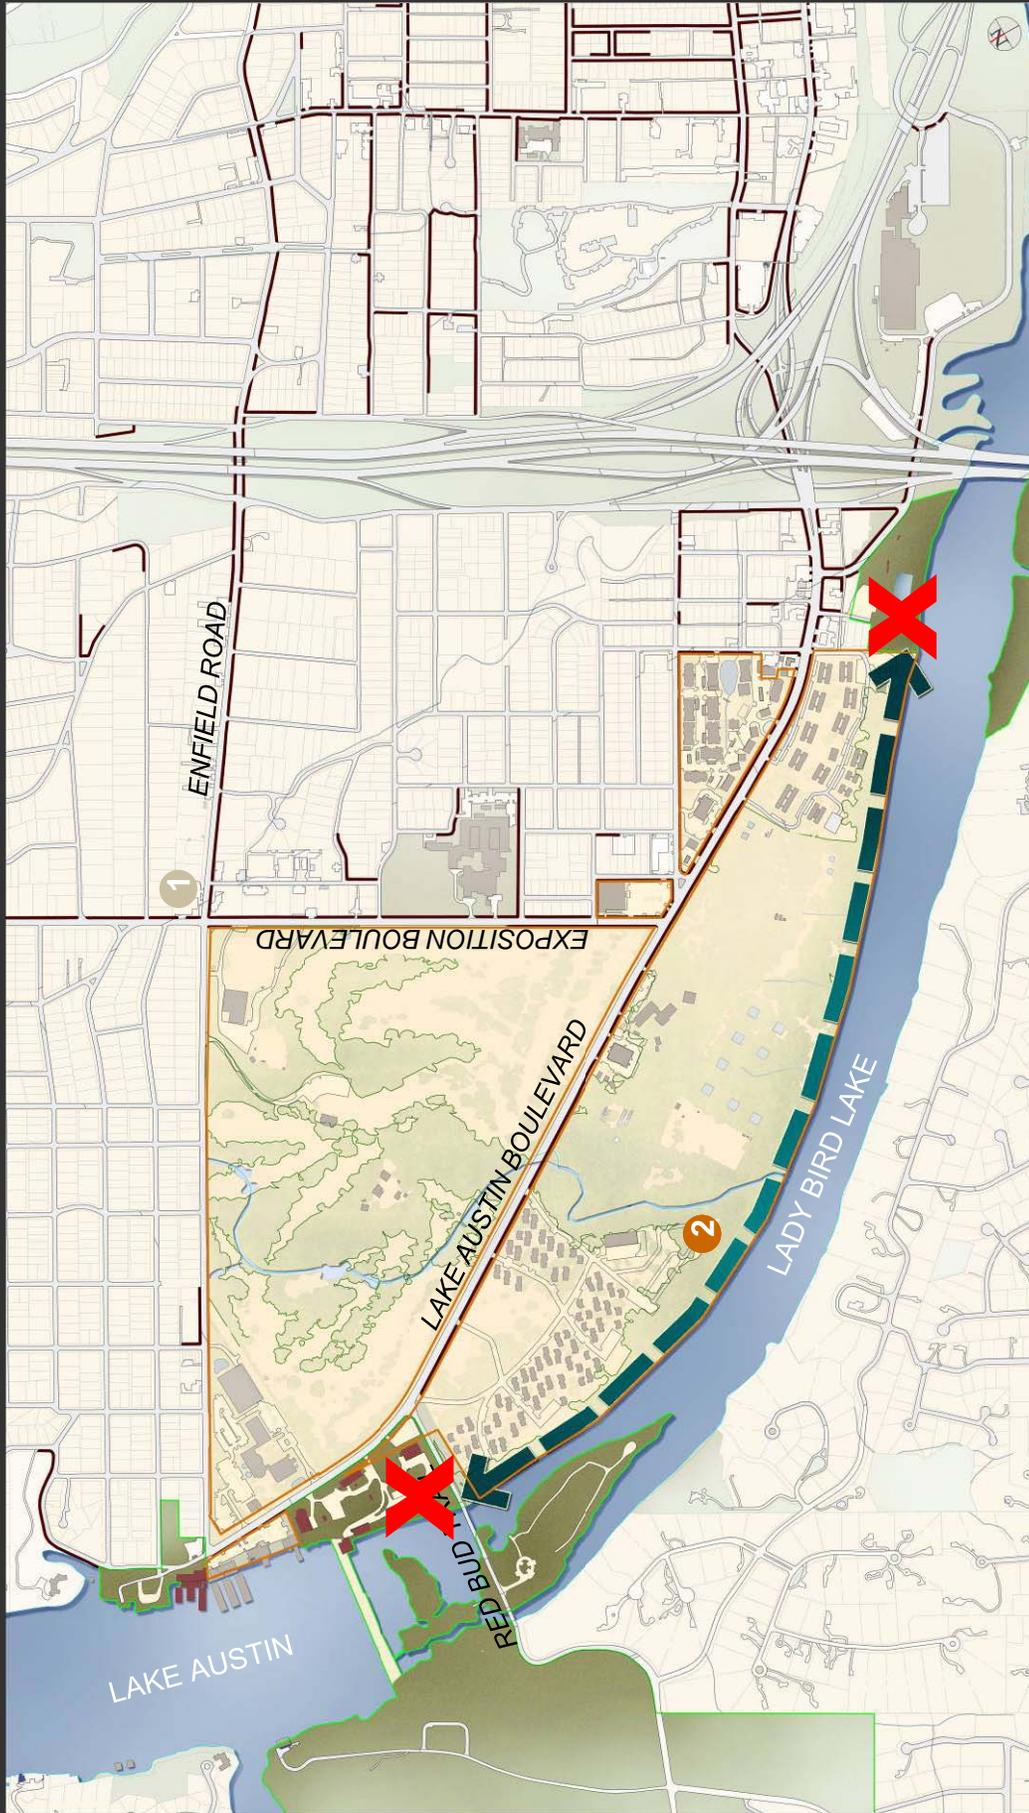 N
ENFIELD ROAD
1
EXPOSITION BOULEVARD
LAKE AUSTIN BOULEVARD
2
LADY BIRD LAKE
RED BUD
LAKE AUSTIN